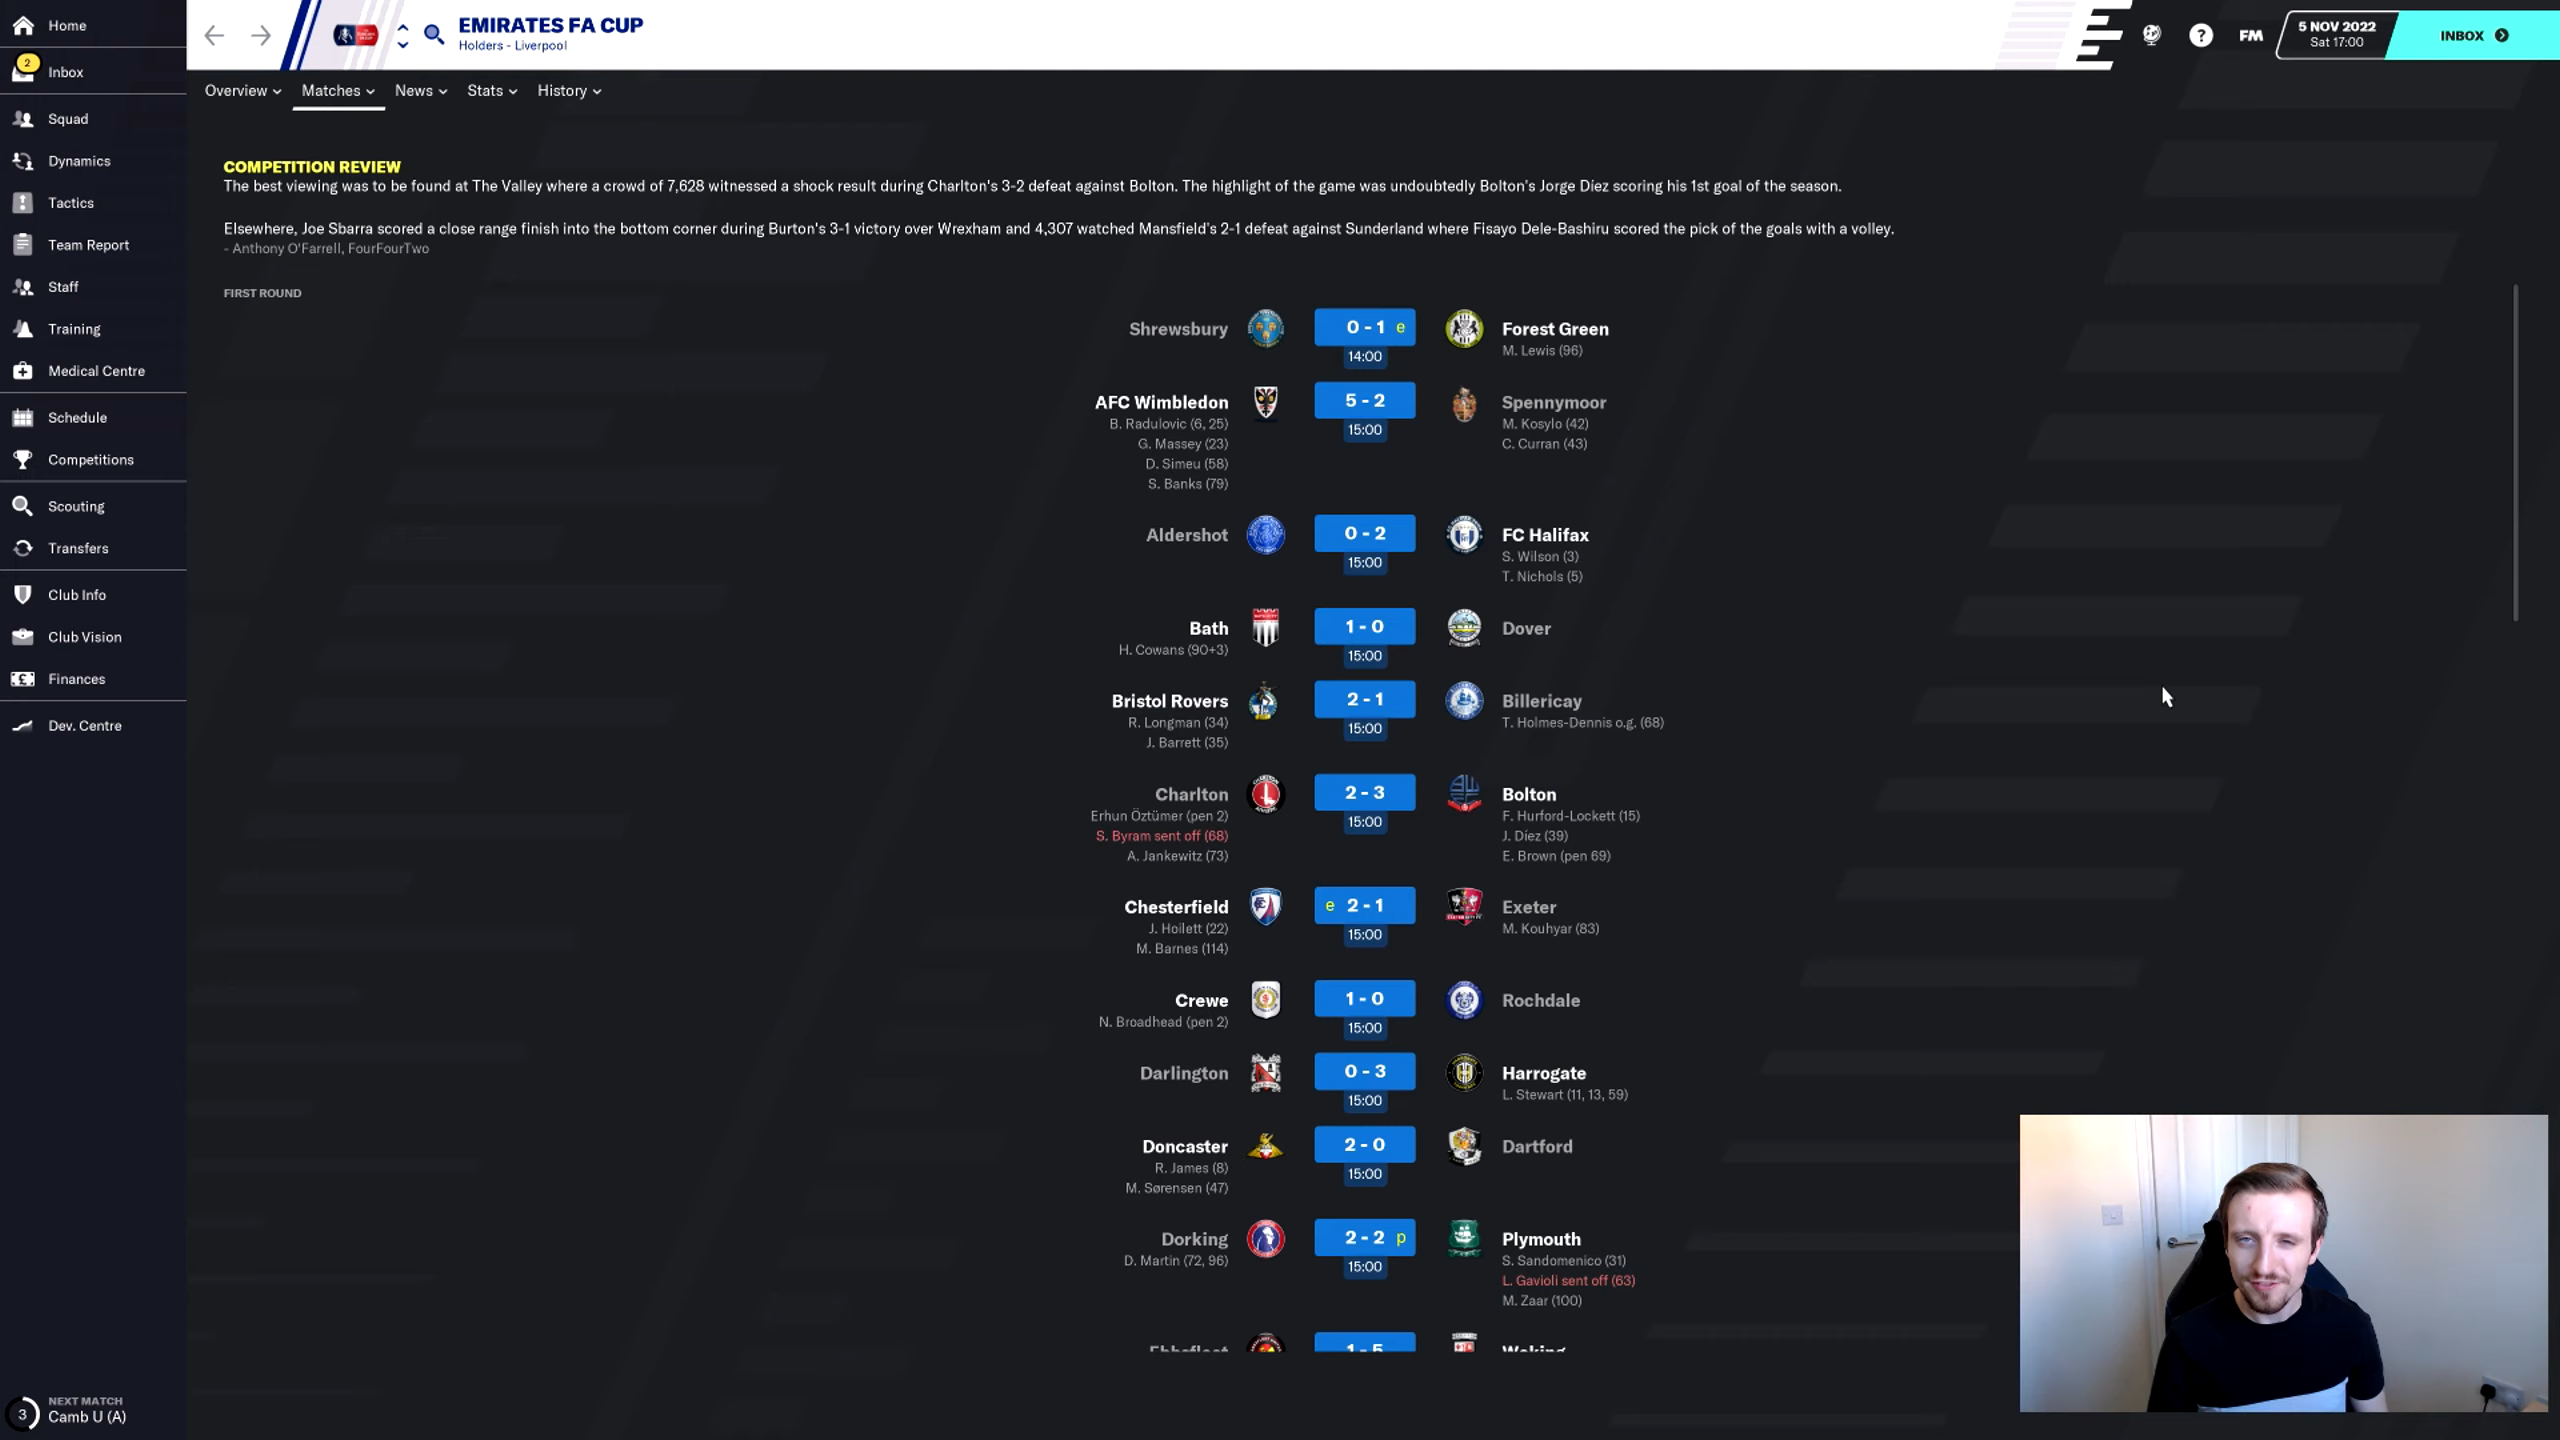 Home
EMIRATES FA CUP
Holders - Liverpool
FM
5 NOV 2022
Sat 17:00
INBOX
2
Inbox
Overview
Matches
News
Stats
History
Squad
Dynamics
Tactics
Team Report
Staff
Training
Medical Centre
Schedule
Competitions
Scouting
Transfers
Club Info
Club Vision
Finances
Dev. Centre
3
NEXT MATCH
Camb U (A)
COMPETITION REVIEW
The best viewing was to be found at The Valley where a crowd of 7,628 witnessed a shock result during Charlton's 3-2 defeat against Bolton. The highlight of the game was undoubtedly Bolton's Jorge Díez scoring his 1st goal of the season.
Elsewhere, Joe Sbarra scored a close range finish into the bottom corner during Burton's 3-1 victory over Wrexham and 4,307 watched Mansfield's 2-1 defeat against Sunderland where Fisayo Dele-Bashiru scored the pick of the goals with a volley.
- Anthony O'Farrell, FourFourTwo
FIRST ROUND
Shrewsbury 0 - 1 e Forest Green
14:00 M. Lewis (96)
AFC Wimbledon 5 - 2 Spennymoor
B. Radulovic (6, 25) 15:00 M. Kosylo (42)
G. Massey (23) C. Curran (43)
D. Simeu (58)
S. Banks (79)
Aldershot 0 - 2 FC Halifax
15:00 S. Wilson (3)
T. Nichols (5)
Bath 1 - 0 Dover
H. Cowans (90+3) 15:00
Bristol Rovers 2 - 1 Billericay
R. Longman (34) 15:00 T. Holmes-Dennis o.g. (68)
J. Barrett (35)
Charlton 2 - 3 Bolton
Erhun Öztümer (pen 2) 15:00 F. Hurford-Lockett (15)
S. Byram sent off (68) J. Díez (39)
A. Jankewitz (73) E. Brown (pen 69)
Chesterfield e 2 - 1 Exeter
J. Hoilett (22) 15:00 M. Kouhyar (83)
M. Barnes (114)
Crewe 1 - 0 Rochdale
N. Broadhead (pen 2) 15:00
Darlington 0 - 3 Harrogate
15:00 L. Stewart (11, 13, 59)
Doncaster 2 - 0 Dartford
R. James (8) 15:00
M. Sørensen (47)
Dorking 2 - 2 p Plymouth
D. Martin (72, 96) 15:00 S. Sandomenico (31)
L. Gavioli sent off (63)
M. Zaar (100)
Ebbsfleet 1 - 5 Woking